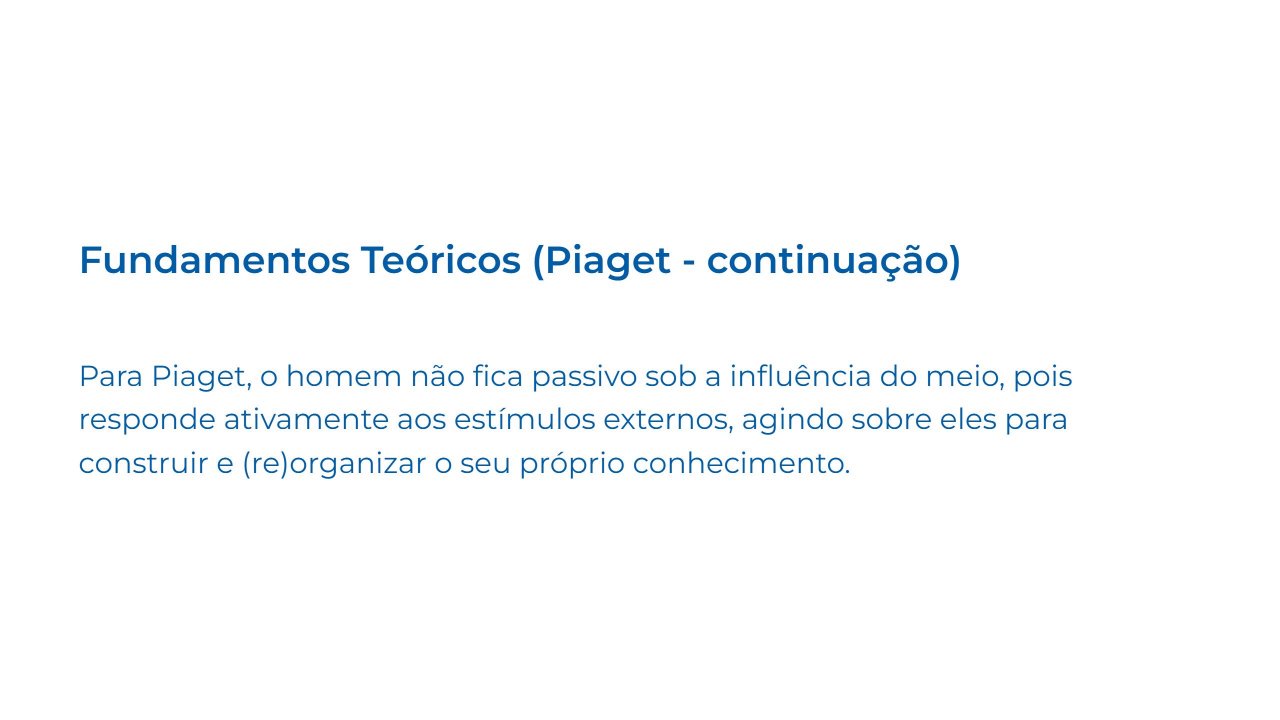 Fundamentos Teóricos (Piaget - continuação)
Para Piaget, o homem não fica passivo sob a influência do meio, pois
responde ativamente aos estímulos externos, agindo sobre eles para
construir e (re)organizar o seu próprio conhecimento.